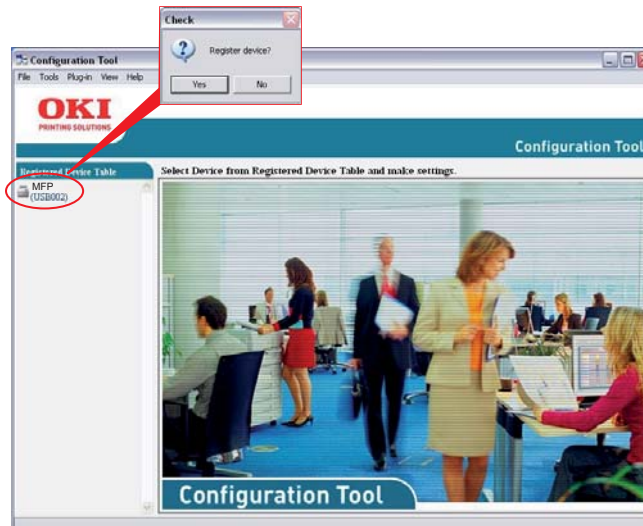 Check
Register device?
Yes No
Configuration Tool
File Tools Plug-in View Help
OKI
PRINTING SOLUTIONS
Configuration Tool
Registered Device Table
Select Device from Registered Device Table and make settings.
MFP
(USB002)
Configuration Tool